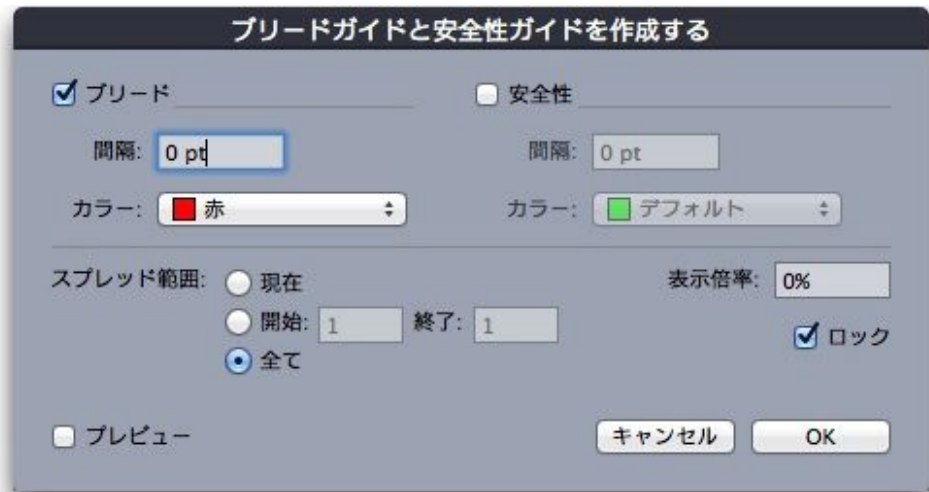 ブリードガイドと安全性ガイドを作成する
ブリード 安全性
間隔: 0 pt 間隔: 0 pt
カラー: 赤 カラー: デフォルト
スプレッド範囲: 現在 表示倍率: 0%
開始: 1 終了: 1 ロック
全て
プレビュー キャンセル OK